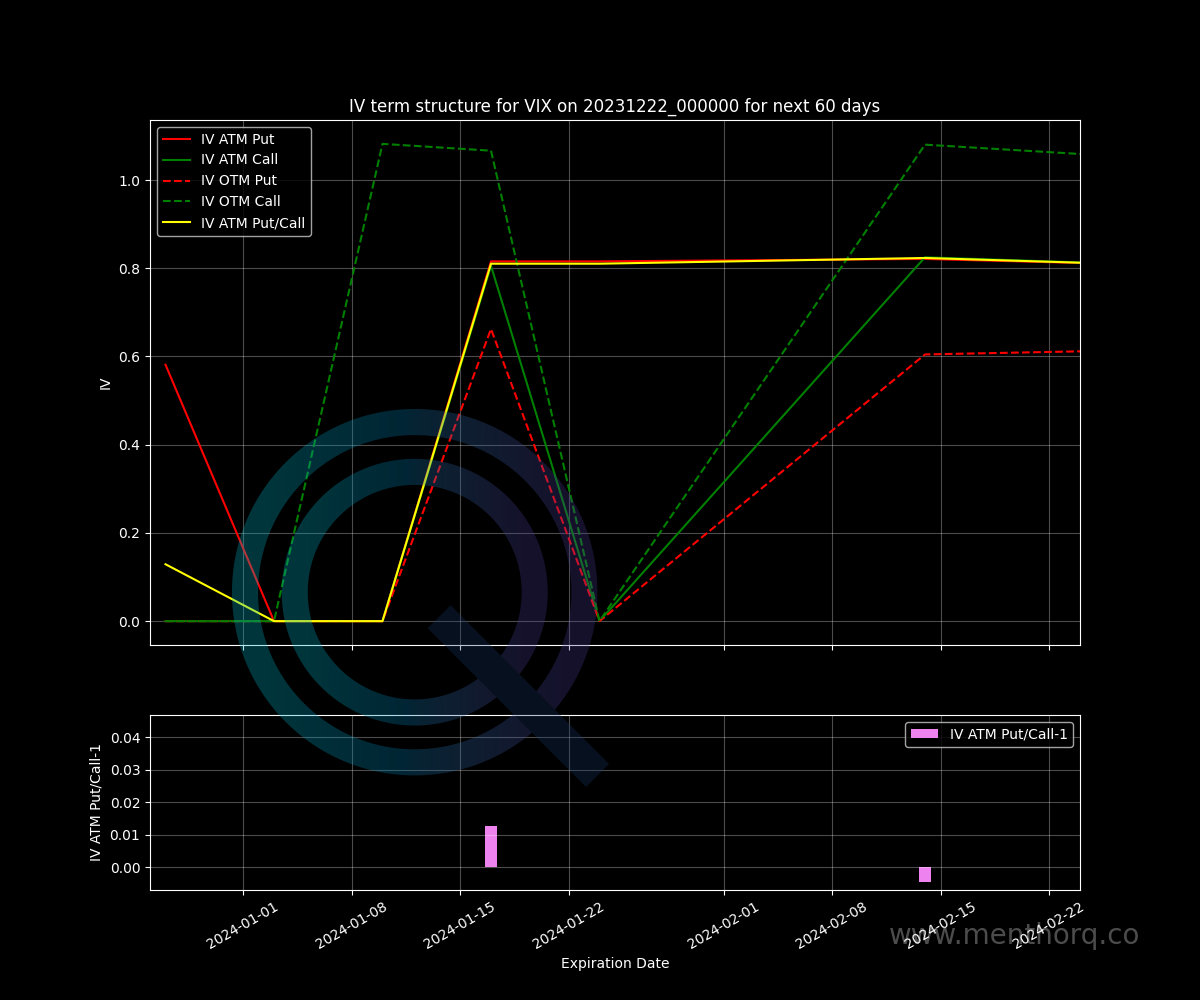 IV term structure for VIX on 20231222_000000 for next 60 days
IV ATM Put
IV ATM Call
IV OTM Put
IV OTM Call
IV ATM Put/Call
1.0
0.8
0.6
0.4
0.2
0.0
IV
IV ATM Put/Call-1
0.04
0.03
0.02
0.01
0.00
IV ATM Put/Call-1
2024-01-01
2024-01-08
2024-01-15
2024-01-22
2024-02-01
2024-02-08
2024-02-15
2024-02-22
www.menthorq.co
Expiration Date